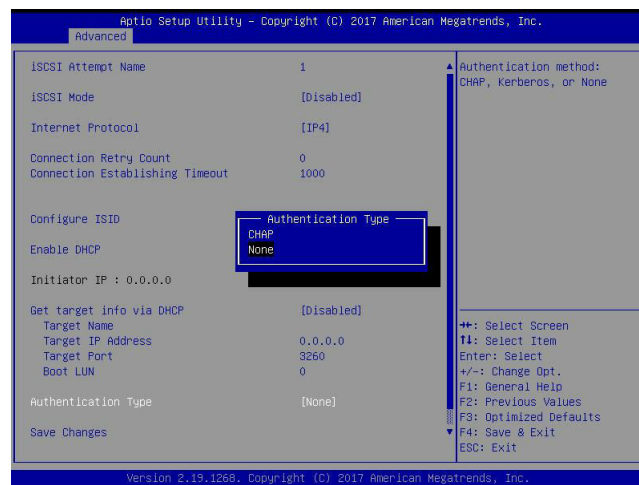 Aptio Setup Utility – Copyright (C) 2017 American Megatrends, Inc.
Advanced
iSCSI Attempt Name 1
iSCSI Mode [Disabled]
Internet Protocol [IP4]
Connection Retry Count 0
Connection Establishing Timeout 1000
Configure ISID
Enable DHCP
Initiator IP : 0.0.0.0
Get target info via DHCP [Disabled]
Target Name
Target IP Address 0.0.0.0
Target Port 3260
Boot LUN 0
Authentication Type [None]
Save Changes
Authentication Type
CHAP
None
Authentication method:
CHAP, Kerberos, or None
→←: Select Screen
↑↓: Select Item
Enter: Select
+/-: Change Opt.
F1: General Help
F2: Previous Values
F3: Optimized Defaults
F4: Save & Exit
ESC: Exit
Version 2.19.1268. Copyright (C) 2017 American Megatrends, Inc.